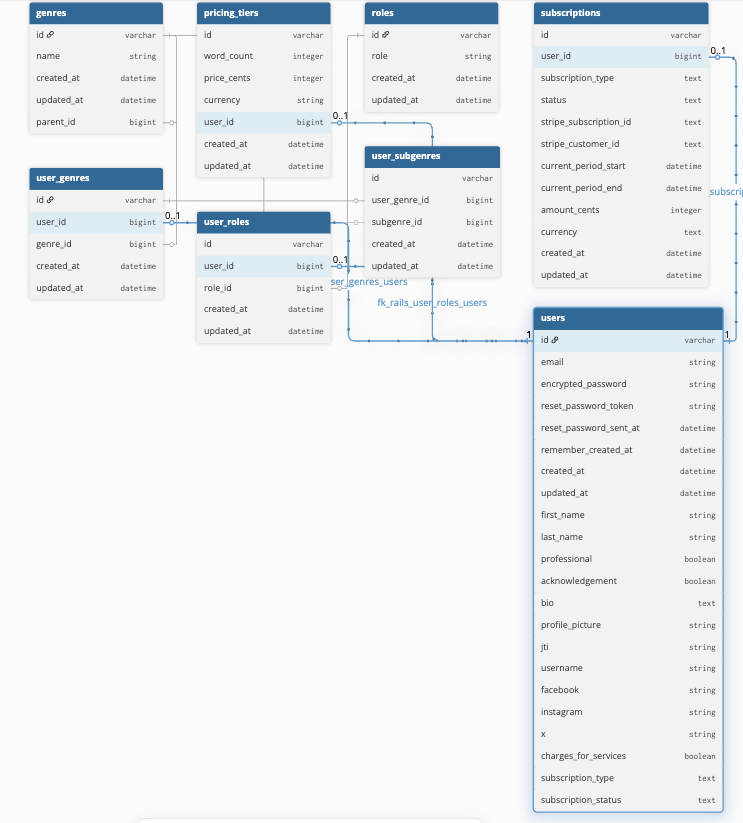 genres
id varchar
name string
created_at datetime
updated_at datetime
parent_id bigint
pricing_tiers
id varchar
word_count integer
price_cents integer
currency string
user_id bigint
0..1
created_at datetime
updated_at datetime
roles
id varchar
role string
created_at datetime
updated_at datetime
subscriptions
id varchar
user_id bigint
0..1
subscription_type text
status text
stripe_subscription_id text
stripe_customer_id text
current_period_start datetime
current_period_end datetime
amount_cents integer
currency text
created_at datetime
updated_at datetime
subscrip
user_genres
id varchar
user_id bigint
0..1
genre_id bigint
created_at datetime
updated_at datetime
user_roles
id varchar
user_id bigint
0..1
role_id bigint
created_at datetime
updated_at datetime
user_subgenres
id varchar
user_genre_id bigint
subgenre_id bigint
created_at datetime
updated_at datetime
ser_genres_users
fk_rails_user_roles_users
users
1
id varchar
1
email string
encrypted_password string
reset_password_token string
reset_password_sent_at datetime
remember_created_at datetime
created_at datetime
updated_at datetime
first_name string
last_name string
professional boolean
acknowledgement boolean
bio text
profile_picture string
jti string
username string
facebook string
instagram string
x string
charges_for_services boolean
subscription_type text
subscription_status text